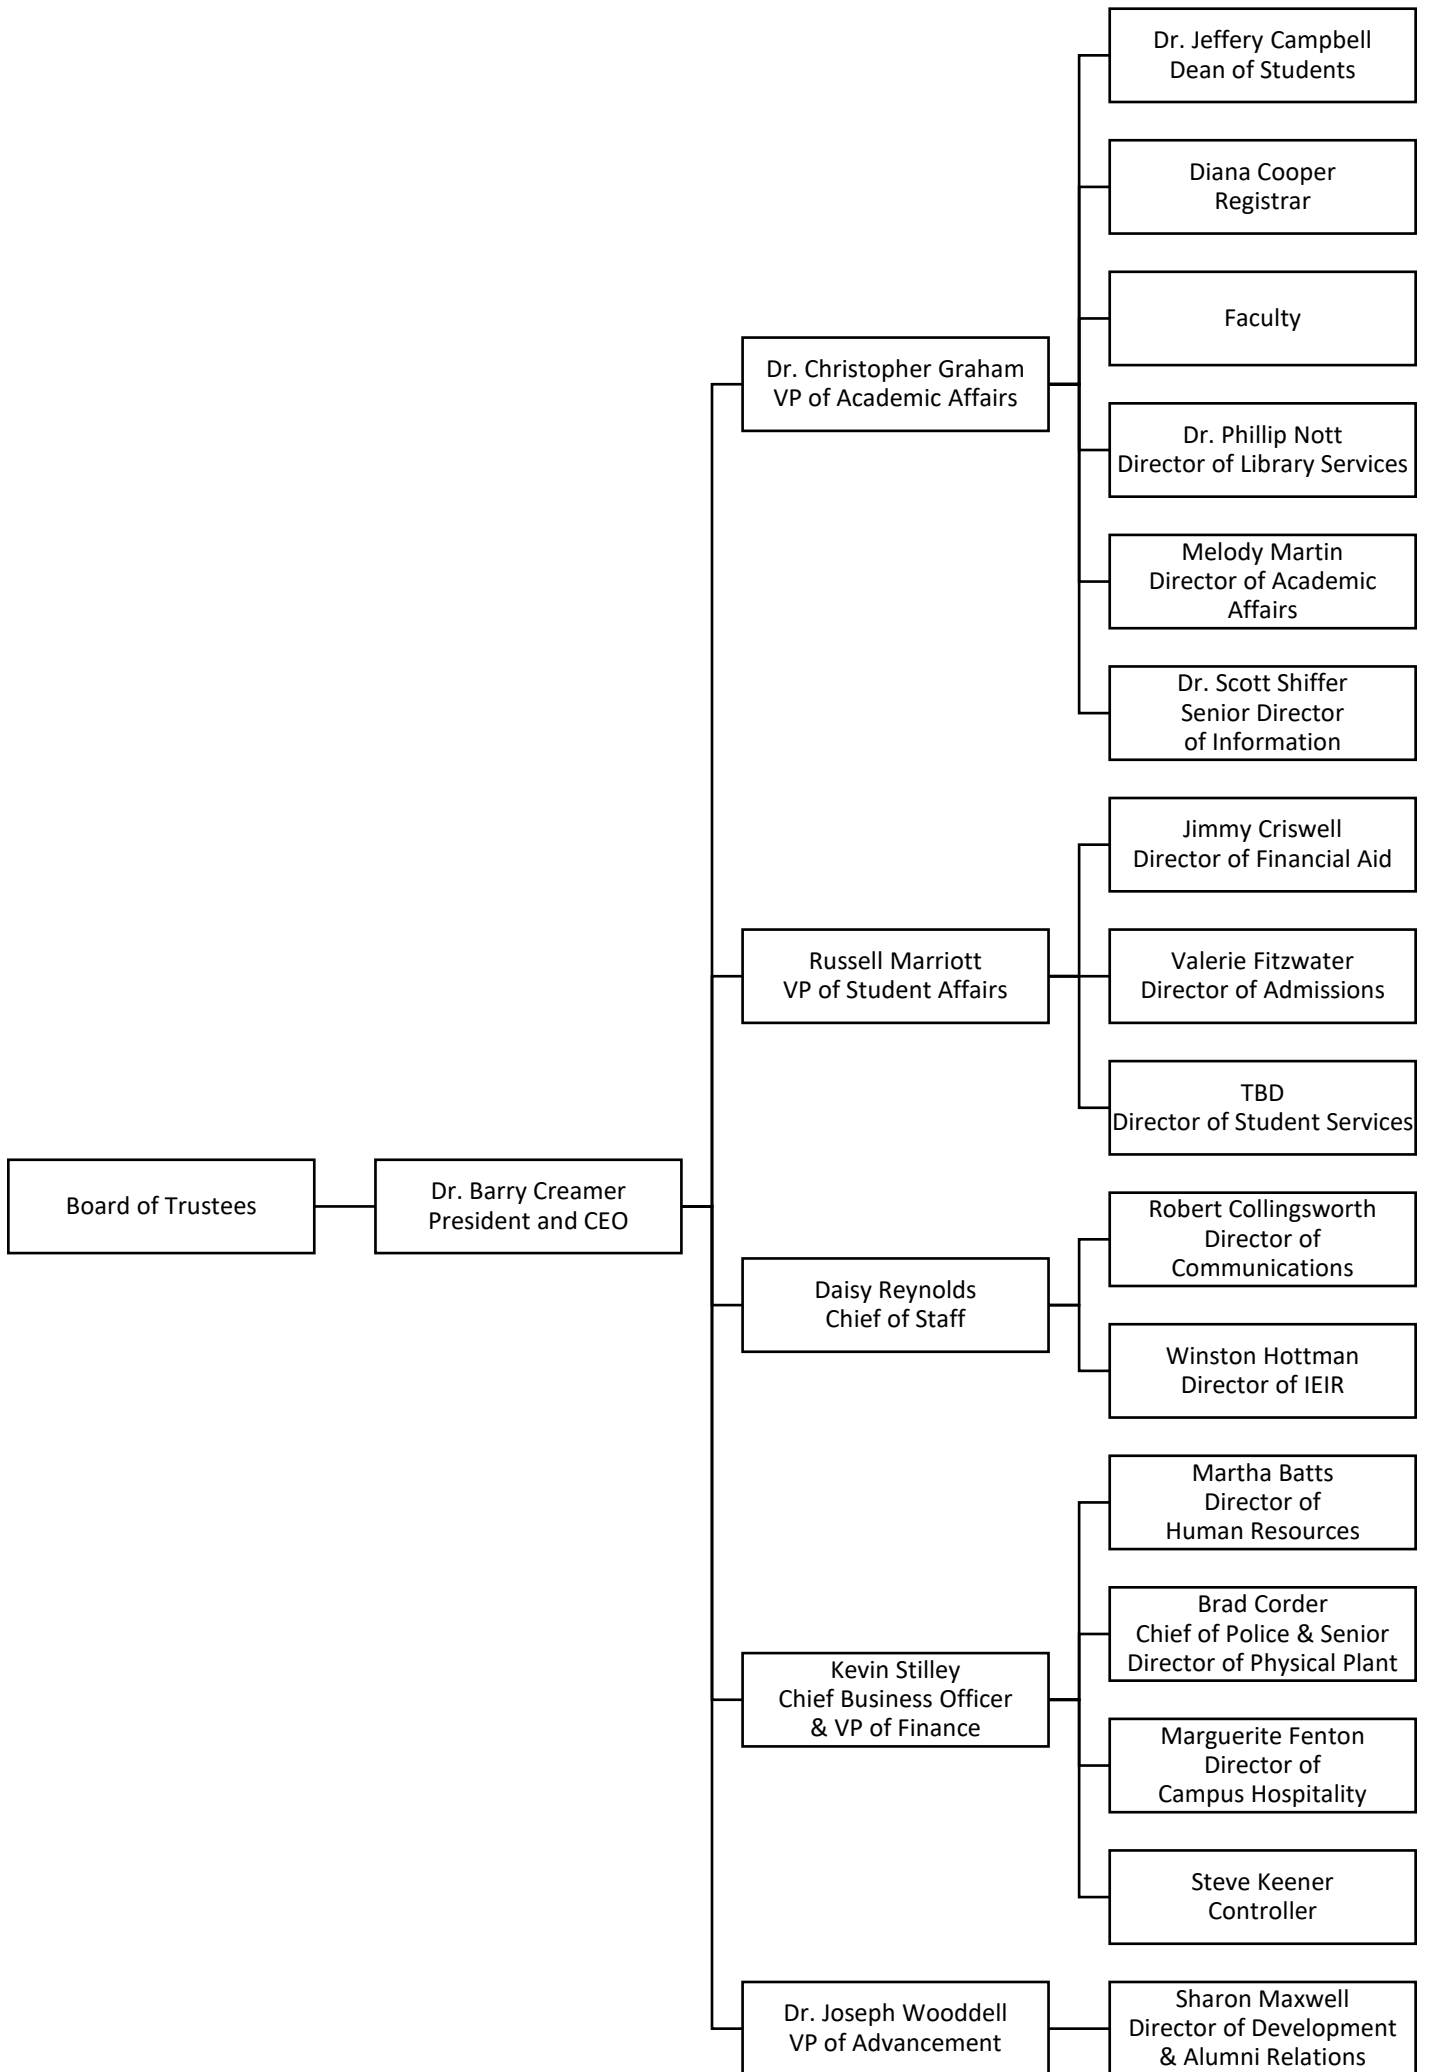 Dr. Jeffery Campbell
Dean of Students
Diana Cooper
Registrar
Faculty
Dr. Christopher Graham
VP of Academic Affairs
Dr. Phillip Nott
Director of Library Services
Melody Martin
Director of Academic
Affairs
Dr. Scott Shiffer
Senior Director
of Information
Jimmy Criswell
Director of Financial Aid
Russell Marriott
VP of Student Affairs
Valerie Fitzwater
Director of Admissions
TBD
Director of Student Services
Board of Trustees
Dr. Barry Creamer
President and CEO
Robert Collingsworth
Director of
Communications
Daisy Reynolds
Chief of Staff
Winston Hottman
Director of IEIR
Martha Batts
Director of
Human Resources
Brad Corder
Chief of Police & Senior
Director of Physical Plant
Kevin Stilley
Chief Business Officer
& VP of Finance
Marguerite Fenton
Director of
Campus Hospitality
Steve Keener
Controller
Dr. Joseph Wooddell
VP of Advancement
Sharon Maxwell
Director of Development
& Alumni Relations